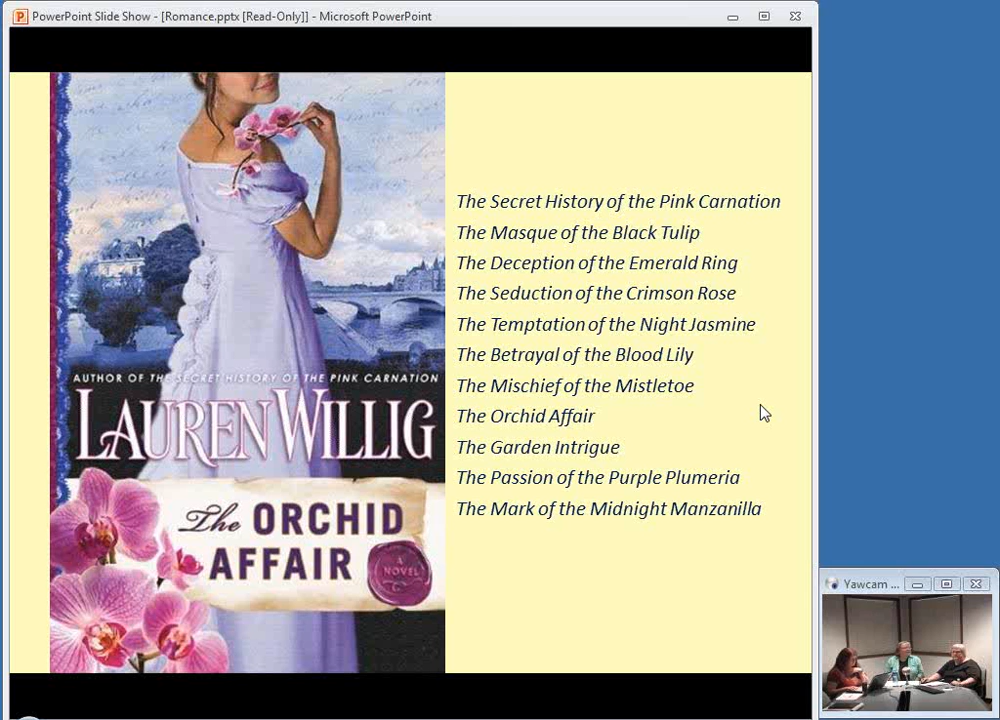 PowerPoint Slide Show - [Romance.pptx [Read-Only]] - Microsoft PowerPoint
The Secret History of the Pink Carnation
The Masque of the Black Tulip
The Deception of the Emerald Ring
The Seduction of the Crimson Rose
The Temptation of the Night Jasmine
The Betrayal of the Blood Lily
The Mischief of the Mistletoe
The Orchid Affair
The Garden Intrigue
The Passion of the Purple Plumeria
The Mark of the Midnight Manzanilla
AUTHOR OF THE SECRET HISTORY OF THE PINK CARNATION
LAUREN WILLIG
The ORCHID
AFFAIR
A
NOVEL
Yawcam ...